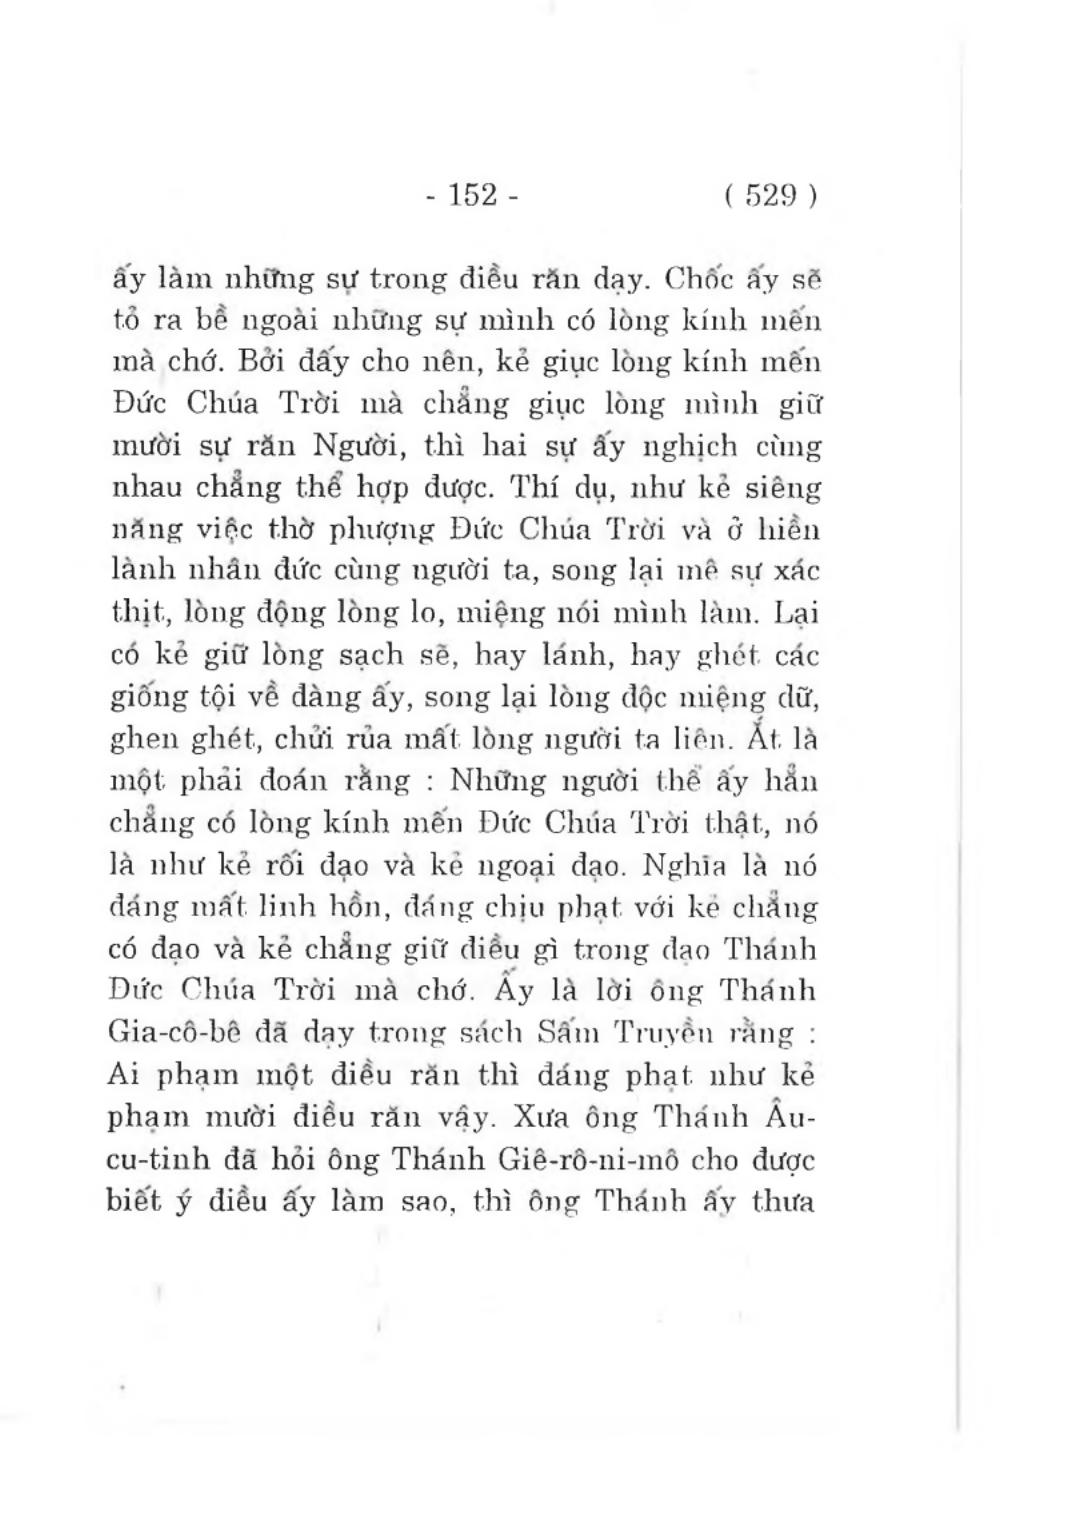 - 152 - ( 529 )
ấy làm những sự trong điều răn dạy. Chốc ấy sẽ
tỏ ra bề ngoài những sự mình có lòng kính mến
mà chớ. Bởi đấy cho nên, kẻ giục lòng kính mến
Đức Chúa Trời mà chẳng giục lòng mình giữ
mười sự răn Người, thì hai sự ấy nghịch cùng
nhau chẳng thể hợp được. Thí dụ, như kẻ siêng
năng việc thờ phượng Đức Chúa Trời và ở hiền
lành nhân đức cùng người ta, song lại mê sự xác
thịt, lòng động lòng lo, miệng nói mình làm. Lại
có kẻ giữ lòng sạch sẽ, hay lánh, hay ghét các
giống tội về đàng ấy, song lại lòng độc miệng dữ,
ghen ghét, chửi rủa mất lòng người ta liên. Ắt là
một phải đoán rằng : Những người thể ấy hẳn
chẳng có lòng kính mến Đức Chúa Trời thật, nó
là như kẻ rối đạo và kẻ ngoại đạo. Nghĩa là nó
đáng mất linh hồn, đáng chịu phạt với kẻ chẳng
có đạo và kẻ chẳng giữ điều gì trong đạo Thánh
Đức Chúa Trời mà chớ. Ấy là lời ông Thánh
Gia-cô-bê đã dạy trong sách Sấm Truyền rằng :
Ai phạm một điều răn thì đáng phạt như kẻ
phạm mười điều răn vậy. Xưa ông Thánh Âu-
cu-tinh đã hỏi ông Thánh Giê-rô-ni-mô cho được
biết ý điều ấy làm sao, thì ông Thánh ấy thưa